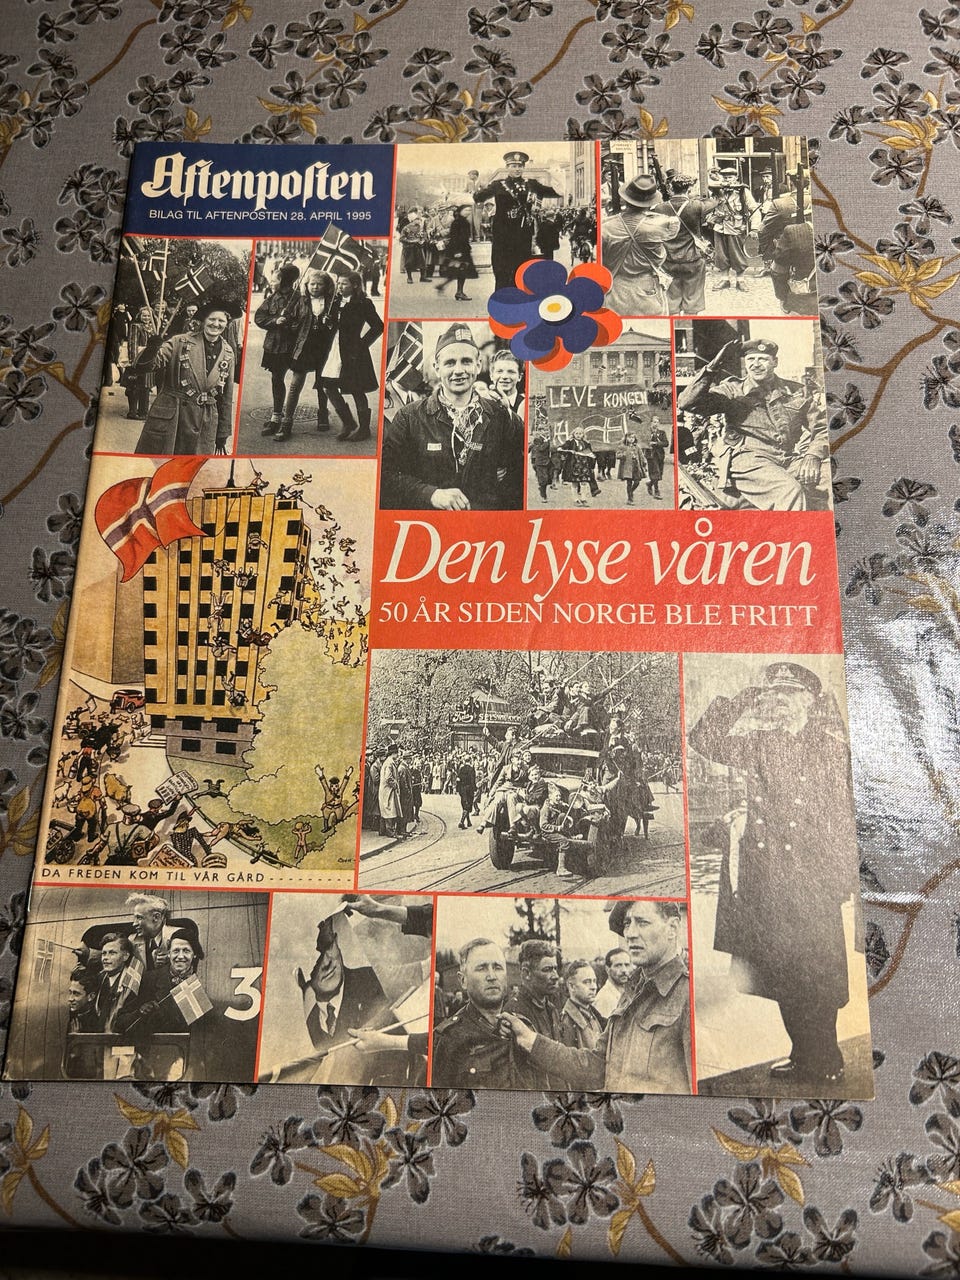 Aftenposten
BILAG TIL AFTENPOSTEN 28. APRIL 1995
LEVE KONGEN
Den lyse våren
50 ÅR SIDEN NORGE BLE FRITT
DA FREDEN KOM TIL VÅR GÅRD - - - - - - - - -
3